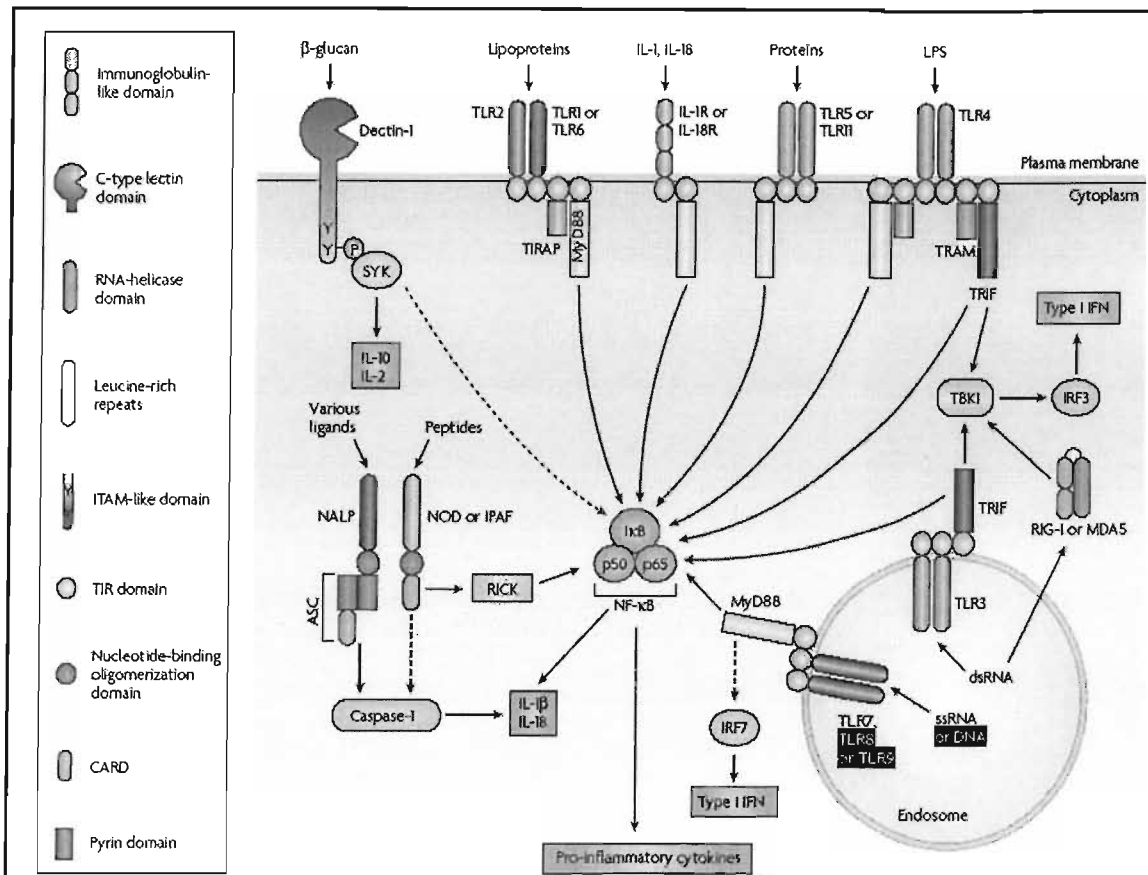 Immunoglobulin-
like domain
C-type lectin
domain
RNA-helicase
domain
Leucine-rich
repeats
ITAM-like domain
TIR domain
Nucleotide-binding
oligomerization
domain
CARD
Pyrin domain
β-glucan
Lipoproteins
IL-1, IL-18
Proteins
LPS
Dectin-1
TLR2
TLR1 or
TLR6
IL-1R or
IL-18R
TLR5 or
TLR11
TLR4
Plasma membrane
Cytoplasm
Y
Y
P
SYK
TIRAP
MyD88
TRAM
TRIF
IL-10
IL-2
Type I IFN
TBK1
IRF3
Various
ligands
Peptides
NALP
NOD or IPAF
ASC
RICK
IκB
p50
p65
NF-κB
TRIF
RIG-I or MDA5
TLR3
MyD88
dsRNA
Caspase-1
IL-1β
IL-18
IRF7
TLR7,
TLR8
or TLR9
ssRNA
or DNA
Type I IFN
Endosome
Pro-inflammatory cytokines